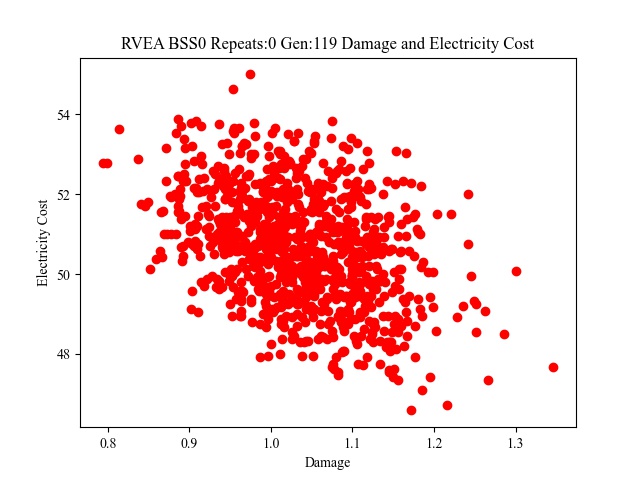 RVEA BSS0 Repeats:0 Gen:119 Damage and Electricity Cost
54
52
50
48
Electricity Cost
0.8 0.9 1.0 1.1 1.2 1.3
Damage